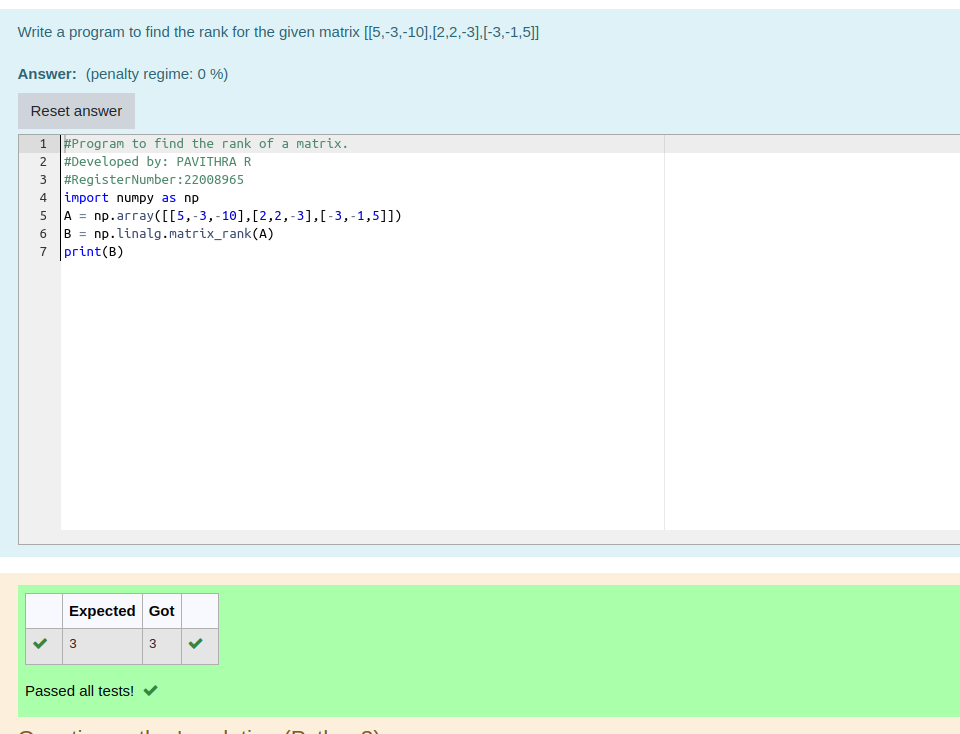 Write a program to find the rank for the given matrix [[5,-3,-10],[2,2,-3],[-3,-1,5]]
Answer: (penalty regime: 0 %)
Reset answer
1 #Program to find the rank of a matrix.
2 #Developed by: PAVITHRA R
3 #RegisterNumber:22008965
4 import numpy as np
5 A = np.array([[5,-3,-10],[2,2,-3],[-3,-1,5]])
6 B = np.linalg.matrix_rank(A)
7 print(B)
Expected Got
3 3
Passed all tests!